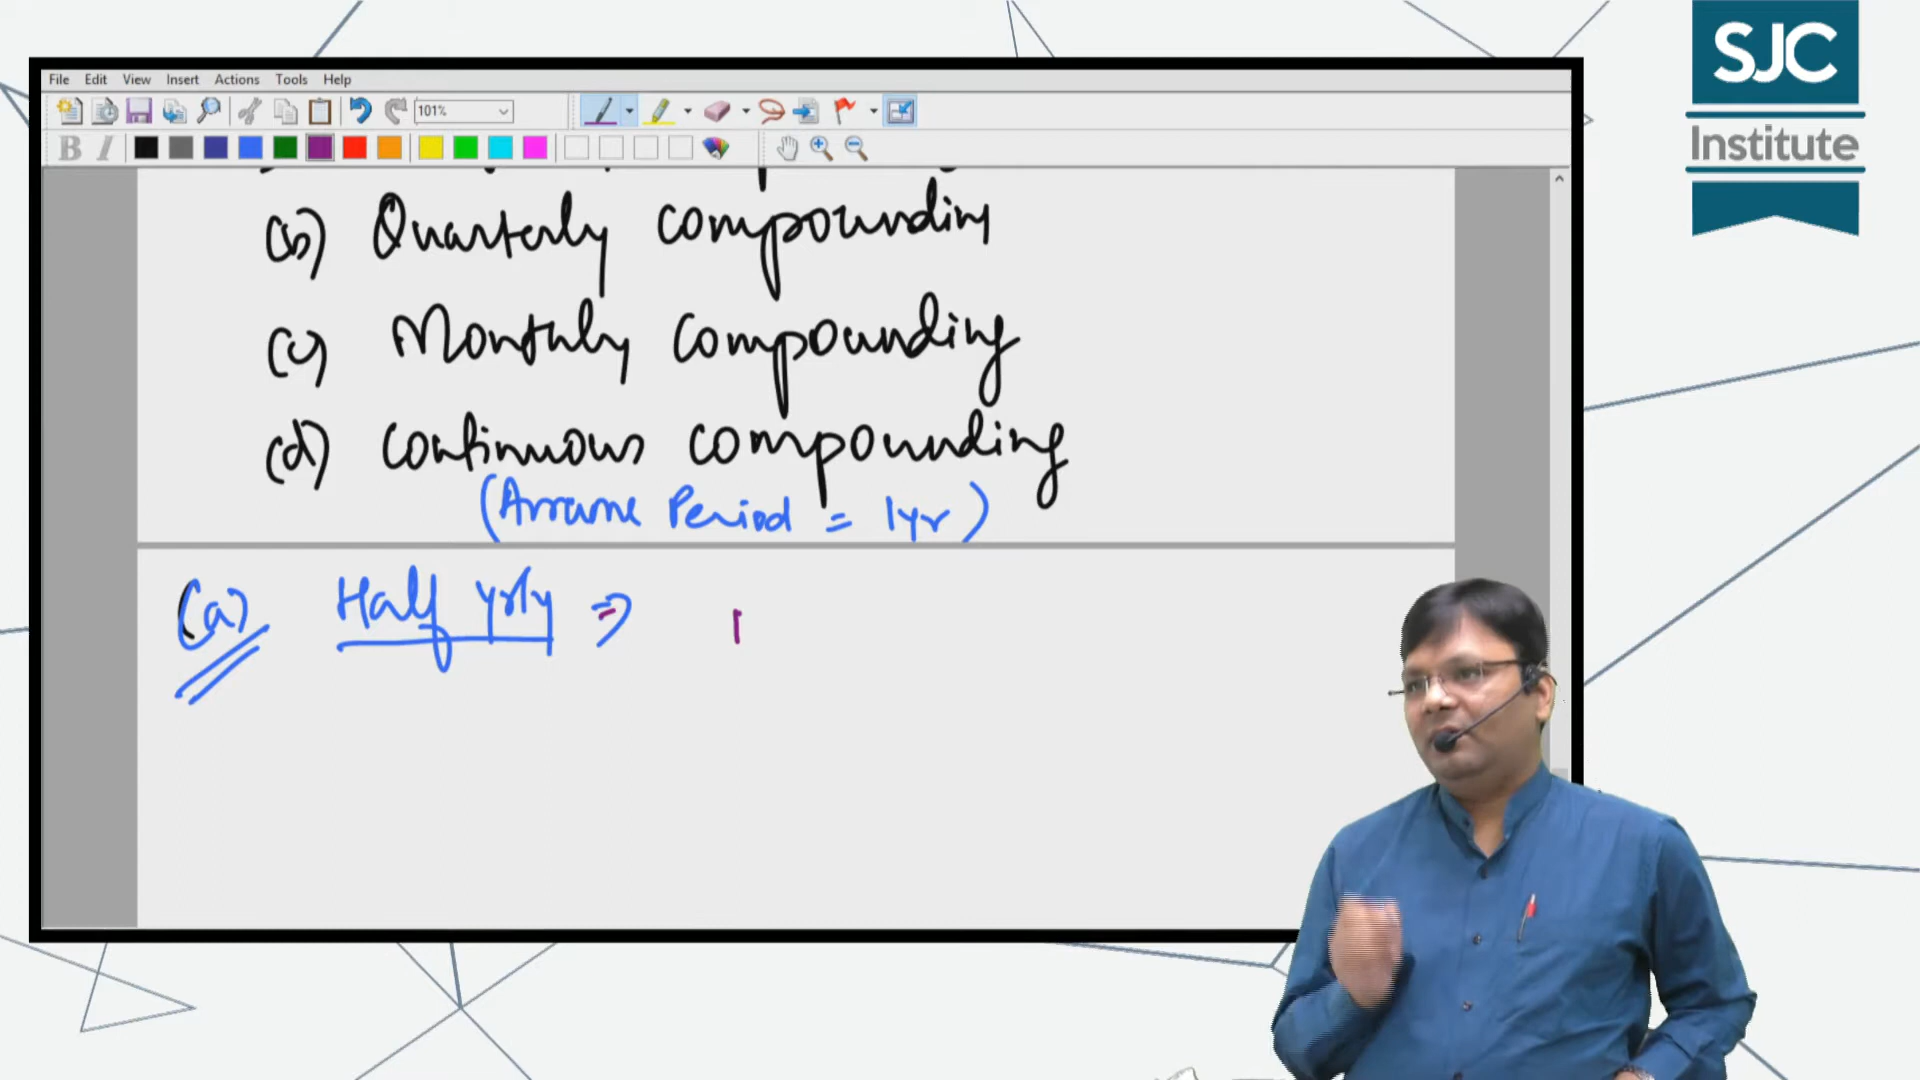 SJC
Institute
File Edit View Insert Actions Tools Help
101%
B I
(b) Quarterly compounding
(c) Monthly compounding
(d) Continuous compounding
(Assume Period = 1yr)
(a) Half yrly ⇒ 1